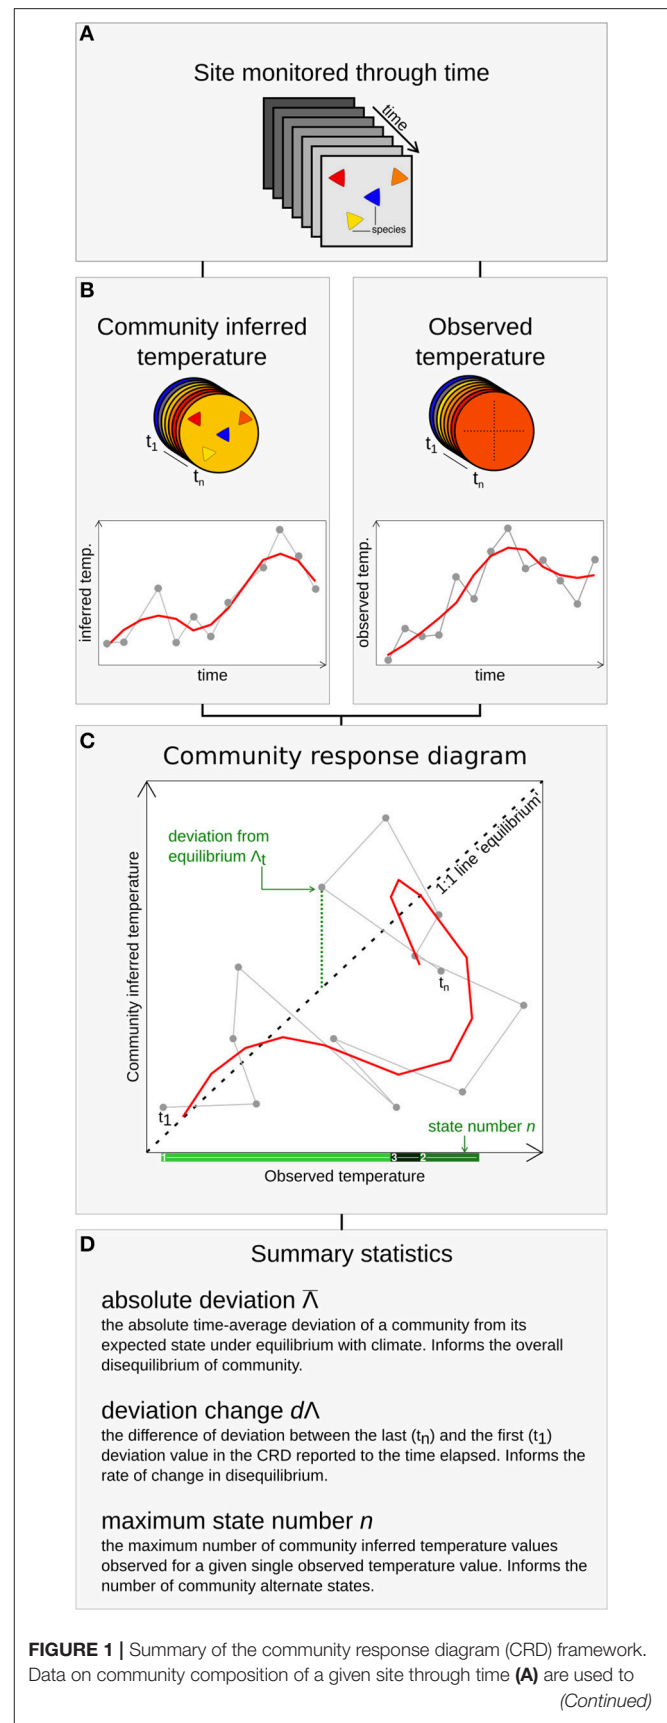 A
Site monitored through time
time
species
B
Community inferred
temperature
t1
tn
inferred temp.
time
Observed
temperature
t1
tn
observed temp.
time
C
Community response diagram
deviation from
equilibrium Λt
1:1 line 'equilibrium'
Community inferred temperature
tn
t1
state number n
1
3
2
Observed temperature
D
Summary statistics
absolute deviation Λ̅
the absolute time-average deviation of a community from its
expected state under equilibrium with climate. Informs the overall
disequilibrium of community.
deviation change dΛ
the difference of deviation between the last (tn) and the first (t1)
deviation value in the CRD reported to the time elapsed. Informs the
rate of change in disequilibrium.
maximum state number n
the maximum number of community inferred temperature values
observed for a given single observed temperature value. Informs the
number of community alternate states.
FIGURE 1 | Summary of the community response diagram (CRD) framework.
Data on community composition of a given site through time (A) are used to
(Continued)